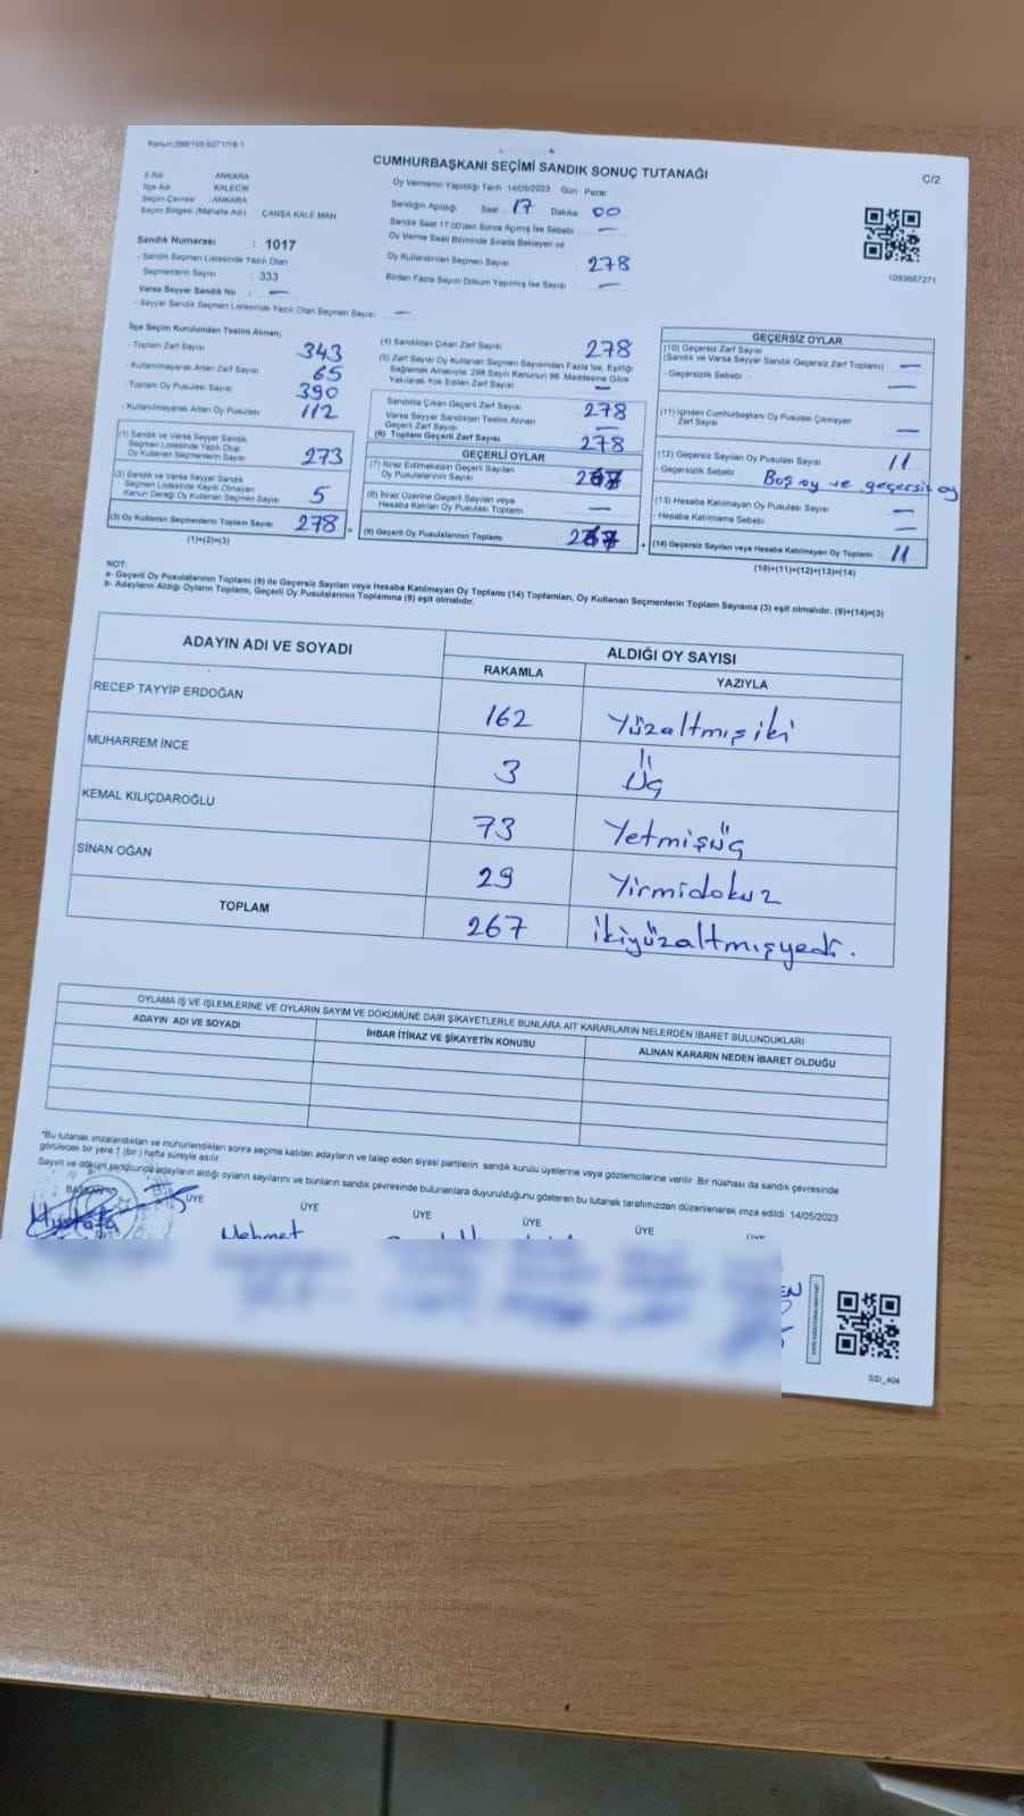 Kanun:298/105,6271/19-1
CUMHURBAŞKANI SEÇİMİ SANDIK SONUÇ TUTANAĞI
C/2
İl Adı ANKARA
İlçe Adı KALECİK
Seçim Çevresi : ANKARA
Seçim Bölgesi (Mahalle Adı) : ÇANSA KALE MAH
Sandık Numarası : 1017
- Sandık Seçmen Listesinde Yazılı Olan
Seçmenlerin Sayısı : 333
Varsa Seyyar Sandık No : —
- Seyyar Sandık Seçmen Listesinde Yazılı Olan Seçmen Sayısı —
Oy Vermenin Yapıldığı Tarih 14/05/2023 Gün Pazar
Sandığın Açıldığı Saat 17 Dakika 00
Sandık Saat 17.00'den Sonra Açılmış İse Sebebi —
Oy Verme Saati Bitiminde Sırada Bekleyen ve
Oy Kullandırılan Seçmen Sayısı 278
Birden Fazla Sayım Döküm Yapılmış İse Sayısı —
1093667271
İlçe Seçim Kurulundan Teslim Alınan;
- Toplam Zarf Sayısı 343
- Kullanılmayarak Artan Zarf Sayısı 65
- Toplam Oy Pusulası Sayısı 390
- Kullanılmayarak Artan Oy Pusulası 112
(1) Sandık ve Varsa Seyyar Sandık
Seçmen Listesinde Yazılı Olup
Oy Kullanan Seçmenlerin Sayısı 273
(2) Sandık ve Varsa Seyyar Sandık
Seçmen Listesinde Kayıtlı Olmayan
Kanun Gereği Oy Kullanan Seçmen Sayısı 5
(3) Oy Kullanan Seçmenlerin Toplam Sayısı 278
(1)+(2)=(3)
(4) Sandıktan Çıkan Zarf Sayısı 278
(5) Zarf Sayısı Oy Kullanan Seçmen Sayısından Fazla İse, Eşitliği
Sağlamak Amacıyla 298 Sayılı Kanunun 98. Maddesine Göre
Yakılarak Yok Edilen Zarf Sayısı —
Sandıkta Çıkan Geçerli Zarf Sayısı 278
Varsa Seyyar Sandıktan Teslim Alınan
Geçerli Zarf Sayısı —
(6) Toplam Geçerli Zarf Sayısı 278
GEÇERLİ OYLAR
(7) İtiraz Edilmeksizin Geçerli Sayılan
Oy Pusulalarının Sayısı 267
(8) İtiraz Üzerine Geçerli Sayılan veya
Hesaba Katılan Oy Pusulası Toplamı —
(9) Geçerli Oy Pusulalarının Toplamı 267
GEÇERSİZ OYLAR
(10) Geçersiz Zarf Sayısı
(Sandık ve Varsa Seyyar Sandık Geçersiz Zarf Toplamı) —
- Geçersizlik Sebebi —
(11) İçinden Cumhurbaşkanı Oy Pusulası Çıkmayan
Zarf Sayısı —
(12) Geçersiz Sayılan Oy Pusulası Sayısı 11
- Geçersizlik Sebebi Boş oy ve geçersiz oy
(13) Hesaba Katılmayan Oy Pusulası Sayısı —
- Hesaba Katılmama Sebebi —
(14) Geçersiz Sayılan veya Hesaba Katılmayan Oy Toplamı 11
(10)+(11)+(12)+(13)=(14)
NOT:
a- Geçerli Oy Pusulalarının Toplamı (9) ile Geçersiz Sayılan veya Hesaba Katılmayan Oy Toplamı (14) Toplamları, Oy Kullanan Seçmenlerin Toplam Sayısına (3) eşit olmalıdır. (9)+(14)=(3)
b- Adayların Aldığı Oyların Toplamı, Geçerli Oy Pusulalarının Toplamına (9) eşit olmalıdır.
ADAYIN ADI VE SOYADI
ALDIĞI OY SAYISI
RAKAMLA YAZIYLA
RECEP TAYYİP ERDOĞAN 162 Yüzaltmışiki
MUHARREM İNCE 3 Üç
KEMAL KILIÇDAROĞLU 73 Yetmişüç
SİNAN OĞAN 29 Yirmidokuz
TOPLAM 267 ikiyüzaltmışyedi.
OYLAMA İŞ VE İŞLEMLERİNE VE OYLARIN SAYIM VE DÖKÜMÜNE DAİR ŞİKAYETLERLE BUNLARA AİT KARARLARIN NELERDEN İBARET BULUNDUKLARI
ADAYIN ADI VE SOYADI İHBAR İTİRAZ VE ŞİKAYETİN KONUSU ALINAN KARARIN NEDEN İBARET OLDUĞU
"Bu tutanak imzalandıktan ve mühürlendikten sonra seçime katılan adayların ve talep eden siyasi partilerin sandık kurulu üyelerine veya gözlemcilerine verilir. Bir nüshası da sandık çevresinde
görülecek bir yere 1 (bir) hafta süreyle asılır.
Sayım ve döküm sonucunda adayların aldığı oyların sayılarını ve bunların sandık çevresinde bulunanlara duyurulduğunu gösteren bu tutanak tarafımızdan düzenlenerek imza edildi. 14/05/2023
BAŞKAN ÜYE ÜYE ÜYE ÜYE ÜYE ÜYE
Mustafa Mehmet
SSİ_404